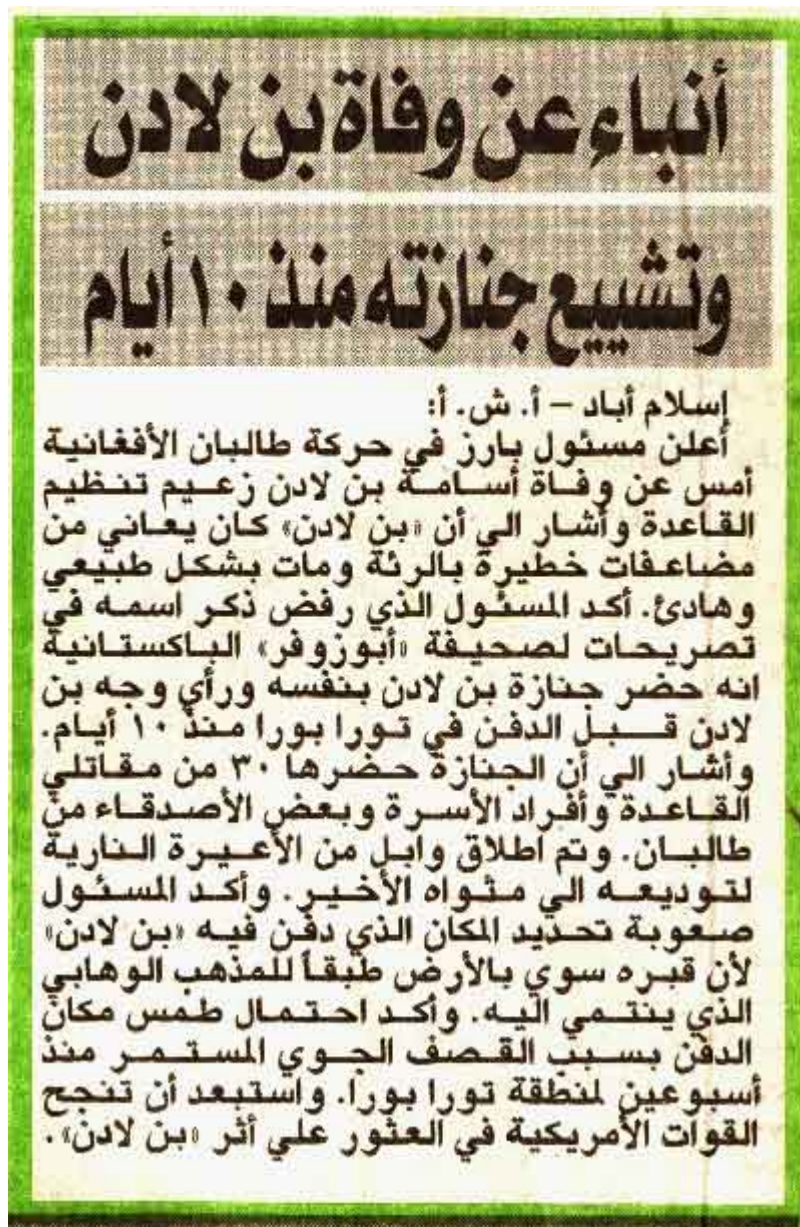 أنباء عن وفاة بن لادن
وتشييع جنازته منذ ١٠ أيام
إسلام أباد – أ. ش. أ:
أعلن مسئول بارز في حركة طالبان الأفغانية
أمس عن وفاة أسامة بن لادن زعيم تنظيم
القاعدة وأشار الي أن «بن لادن» كان يعاني من
مضاعفات خطيرة بالرئة ومات بشكل طبيعي
وهادئ. أكد المسئول الذي رفض ذكر اسمه في
تصريحات لصحيفة «أبوزوفر» الباكستانية
انه حضر جنازة بن لادن بنفسه ورأي وجه بن
لادن قبل الدفن في تورا بورا منذ ١٠ أيام.
وأشار الي أن الجنازة حضرها ٣٠ من مقاتلي
القاعدة وأفراد الأسرة وبعض الأصدقاء من
طالبان. وتم اطلاق وابل من الأعيرة النارية
لتوديعه الي مثواه الأخير. وأكد المسئول
صعوبة تحديد المكان الذي دفن فيه «بن لادن»
لأن قبره سوي بالأرض طبقاً للمذهب الوهابي
الذي ينتمي اليه. وأكد احتمال طمس مكان
الدفن بسبب القصف الجوي المستمر منذ
أسبوعين لمنطقة تورا بورا. واستبعد أن تنجح
القوات الأمريكية في العثور علي أثر «بن لادن».